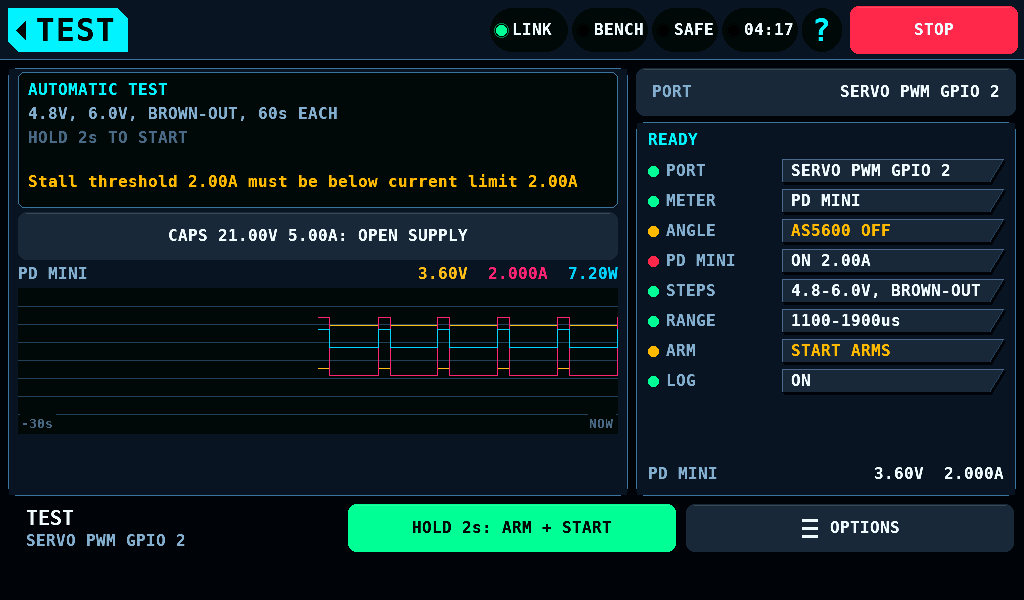 TEST
LINK
BENCH
SAFE
04:17
?
STOP
AUTOMATIC TEST
4.8V, 6.0V, BROWN-OUT, 60s EACH
HOLD 2s TO START
Stall threshold 2.00A must be below current limit 2.00A
CAPS 21.00V 5.00A: OPEN SUPPLY
PD MINI 3.60V 2.000A 7.20W
-30s NOW
PORT SERVO PWM GPIO 2
READY
PORT SERVO PWM GPIO 2
METER PD MINI
ANGLE AS5600 OFF
PD MINI ON 2.00A
STEPS 4.8-6.0V, BROWN-OUT
RANGE 1100-1900us
ARM START ARMS
LOG ON
PD MINI 3.60V 2.000A
TEST
SERVO PWM GPIO 2
HOLD 2s: ARM + START
OPTIONS